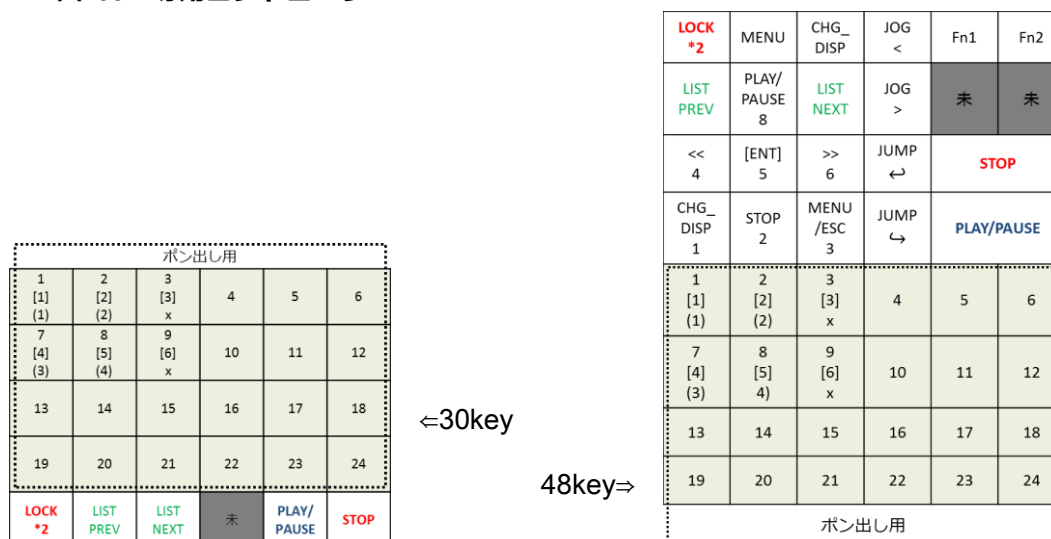 LOCK *2 MENU CHG_ DISP JOG < Fn1 Fn2
LIST PREV PLAY/ PAUSE 8 LIST NEXT JOG > 未 未
<< 4 [ENT] 5 >> 6 JUMP ↩ STOP
CHG_ DISP 1 STOP 2 MENU /ESC 3 JUMP ↪ PLAY/PAUSE
1 [1] (1) 2 [2] (2) 3 [3] x 4 5 6
7 [4] (3) 8 [5] 4) 9 [6] x 10 11 12
13 14 15 16 17 18
19 20 21 22 23 24
ポン出し用
48key⇒
⇐30key
ポン出し用
1 [1] (1) 2 [2] (2) 3 [3] x 4 5 6
7 [4] (3) 8 [5] (4) 9 [6] x 10 11 12
13 14 15 16 17 18
19 20 21 22 23 24
LOCK *2 LIST PREV LIST NEXT 未 PLAY/ PAUSE STOP